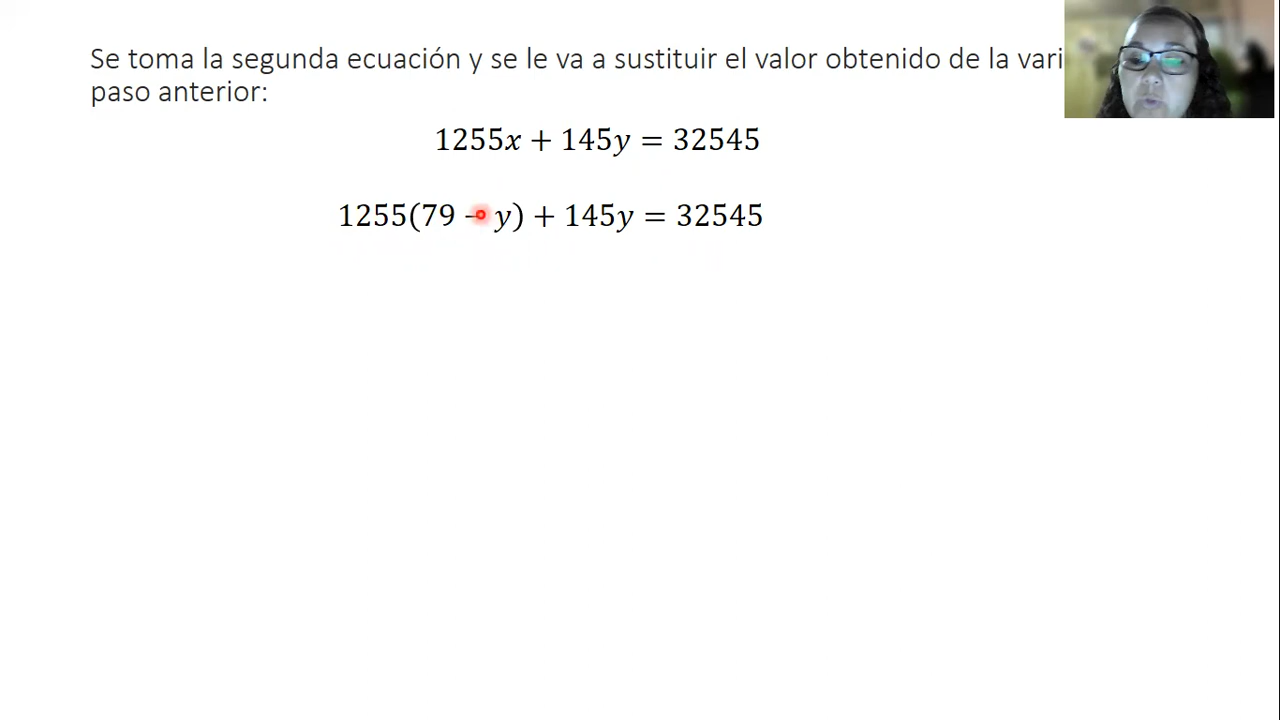 Se toma la segunda ecuación y se le va a sustituir el valor obtenido de la
paso anterior:
1255x + 145y = 32545
1255(79 − y) + 145y = 32545